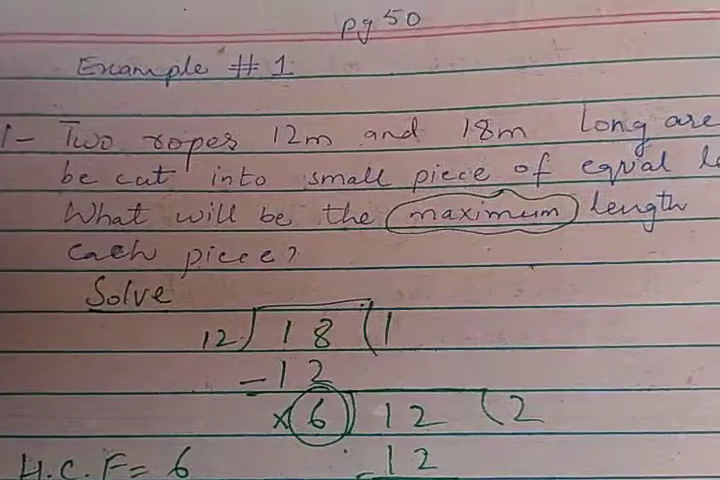 pg 50
Example # 1
1- Two ropes 12m and 18m Long are
be cut into small piece of equal le
What will be the maximum length
each piece?
Solve
12) 18 (1
-12
×6) 12 (2
H.C.F= 6 -12